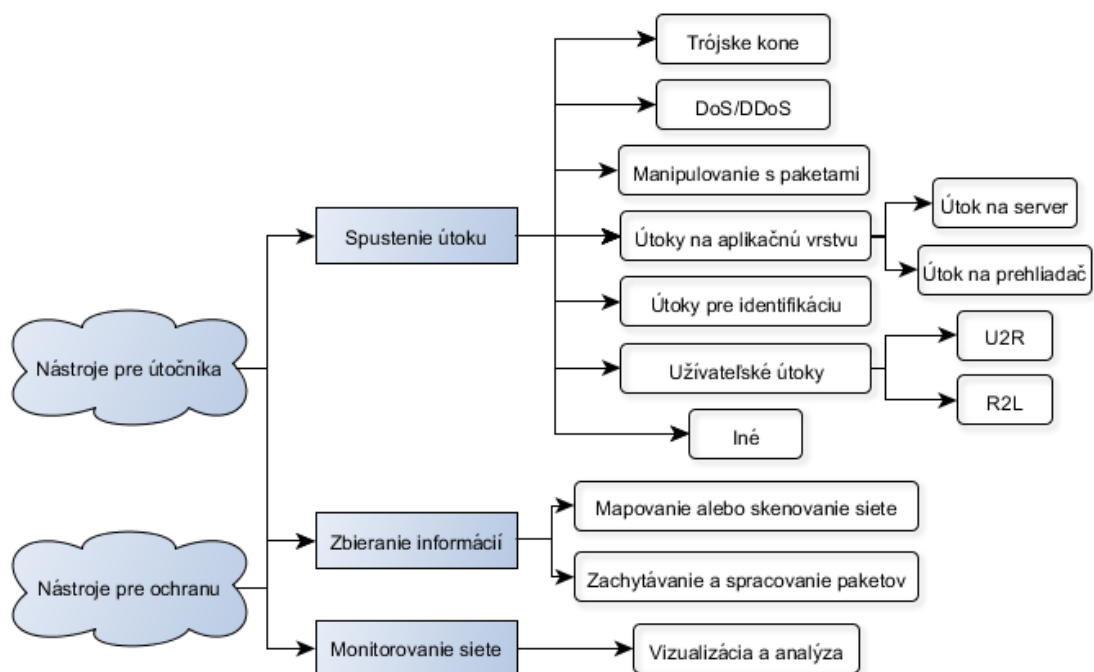 Trójske kone
DoS/DDoS
Manipulovanie s paketami
Útok na server
Spustenie útoku
Útoky na aplikačnú vrstvu
Útok na prehliadač
Útoky pre identifikáciu
U2R
Nástroje pre útočníka
Užívateľské útoky
R2L
Iné
Mapovanie alebo skenovanie siete
Zbieranie informácií
Nástroje pre ochranu
Zachytávanie a spracovanie paketov
Monitorovanie siete
Vizualizácia a analýza